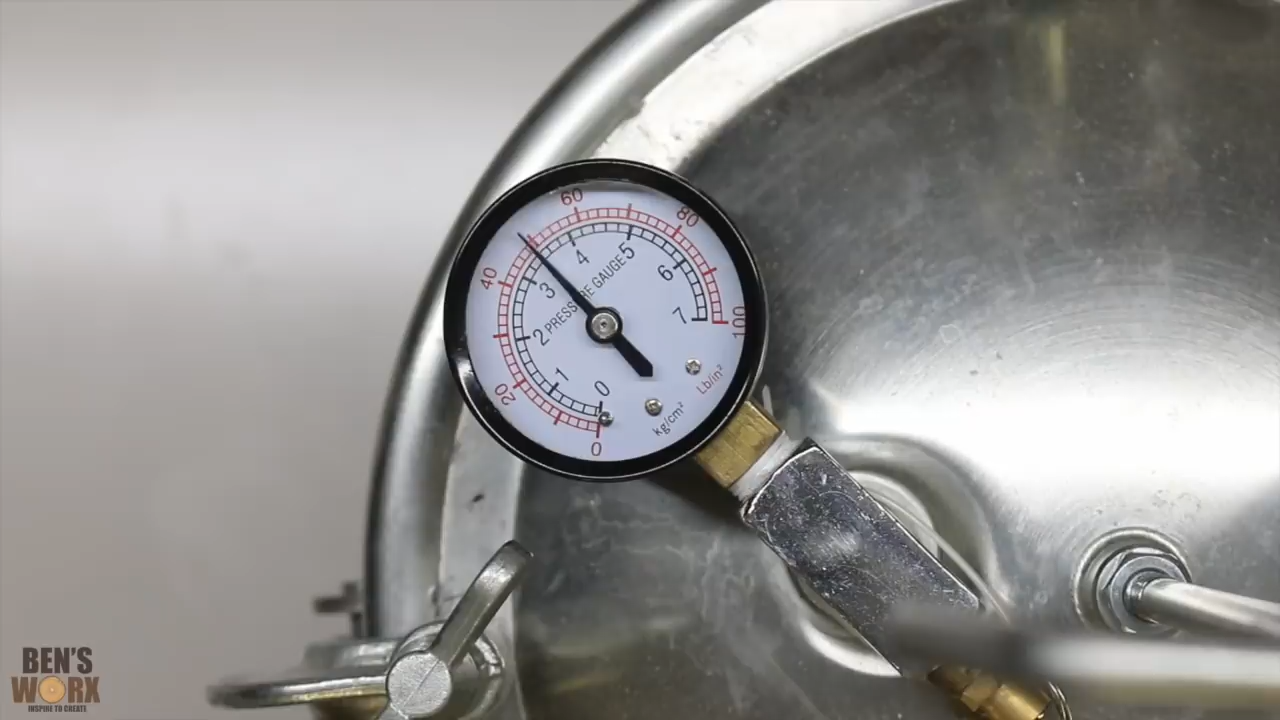 60
80
40
20
0
100
4
5
3
6
2
7
1
0
PRESSURE GAUGE
kg/cm²
Lb/in²
BEN'S
WORX
INSPIRE TO CREATE